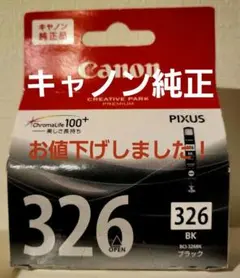 キヤノン
純正品
Canon
キャノン純正
CREATIVE PARK
PREMIUM
ChromaLife 100+
美しさ長持ち
PIXUS
お値下げしました!
326
OPEN
326
BK
BCI-326BK
ブラック